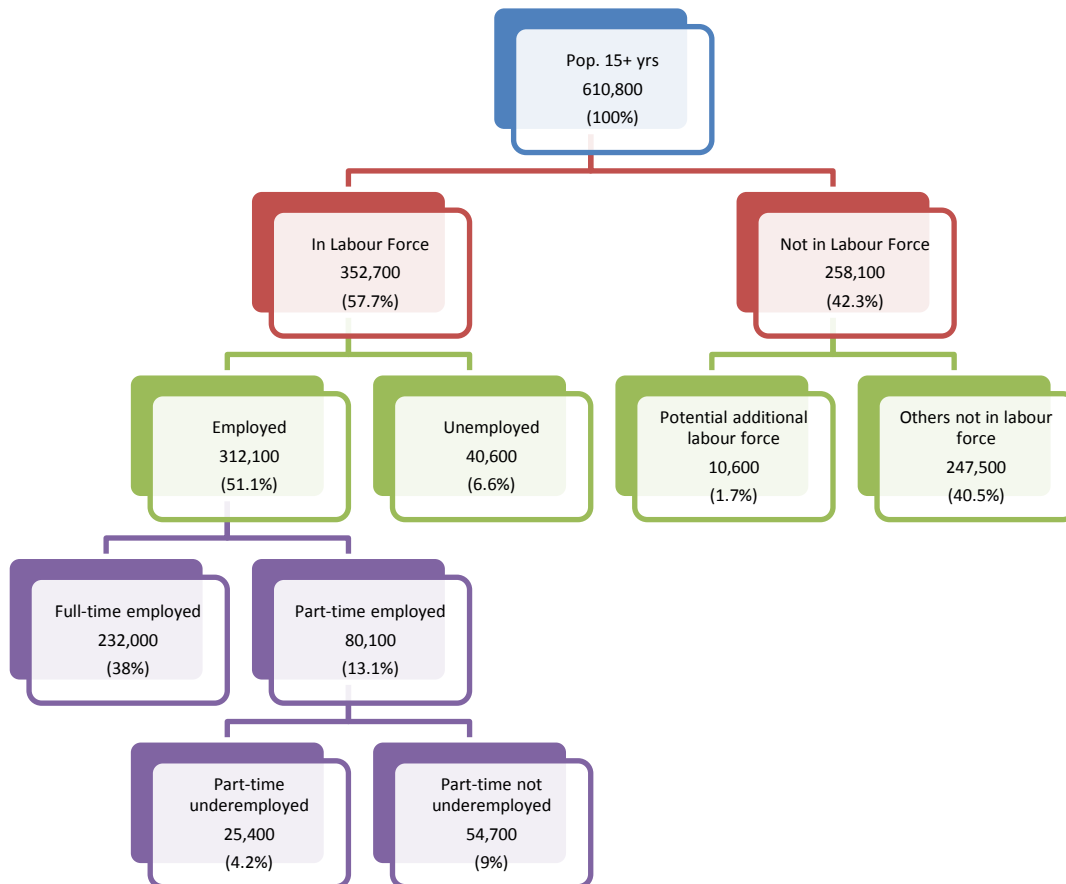 Pop. 15+ yrs
610,800
(100%)
In Labour Force
352,700
(57.7%)
Not in Labour Force
258,100
(42.3%)
Employed
312,100
(51.1%)
Unemployed
40,600
(6.6%)
Potential additional
labour force
10,600
(1.7%)
Others not in labour
force
247,500
(40.5%)
Full-time employed
232,000
(38%)
Part-time employed
80,100
(13.1%)
Part-time
underemployed
25,400
(4.2%)
Part-time not
underemployed
54,700
(9%)